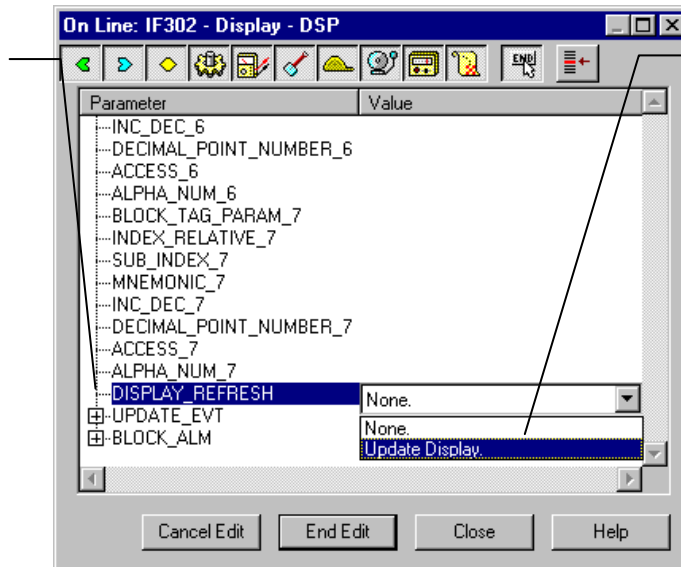 On Line: IF302 - Display - DSP
END
Parameter Value
INC_DEC_6
DECIMAL_POINT_NUMBER_6
ACCESS_6
ALPHA_NUM_6
BLOCK_TAG_PARAM_7
INDEX_RELATIVE_7
SUB_INDEX_7
MNEMONIC_7
INC_DEC_7
DECIMAL_POINT_NUMBER_7
ACCESS_7
ALPHA_NUM_7
DISPLAY_REFRESH None.
UPDATE_EVT None.
BLOCK_ALM Update Display.
Cancel Edit End Edit Close Help